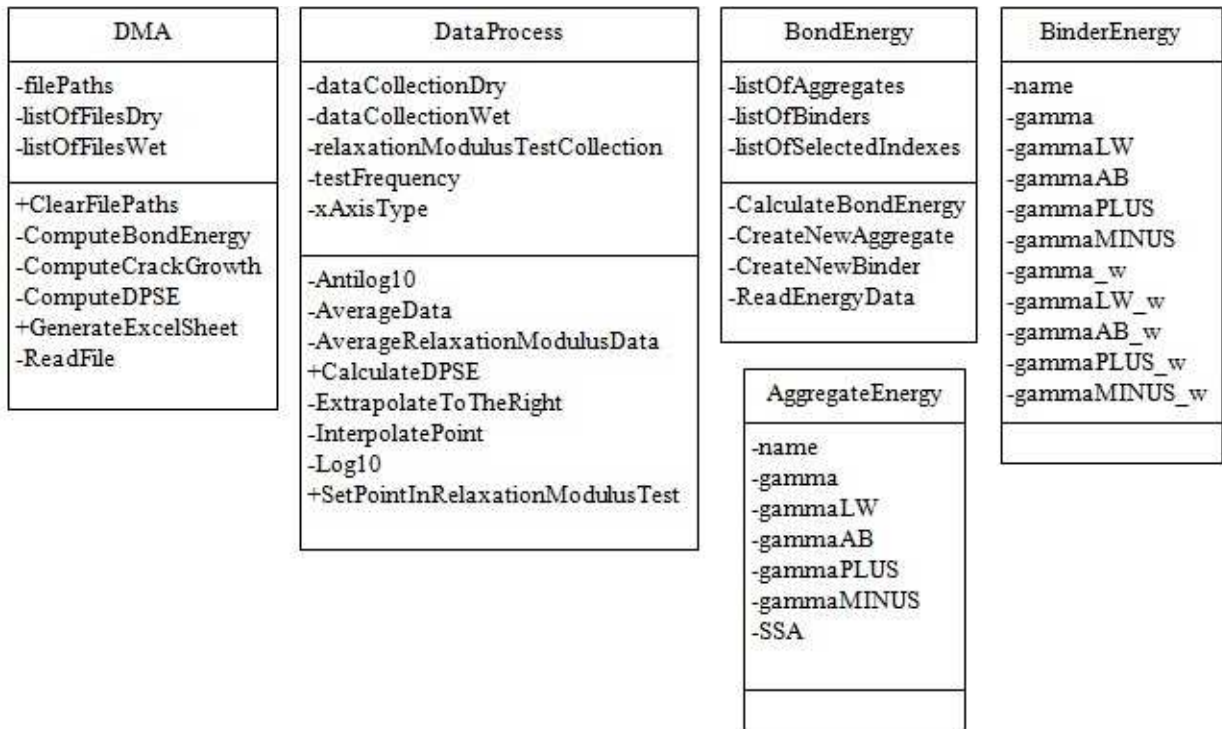 DMA
-filePaths
-listOfFilesDry
-listOfFilesWet
+ClearFilePaths
-ComputeBondEnergy
-ComputeCrackGrowth
-ComputeDPSE
+GenerateExcelSheet
-ReadFile
DataProcess
-dataCollectionDry
-dataCollectionWet
-relaxationModulusTestCollection
-testFrequency
-xAxisType
-Antilog10
-AverageData
-AverageRelaxationModulusData
+CalculateDPSE
-ExtrapolateToTheRight
-InterpolatePoint
-Log10
+SetPointInRelaxationModulusTest
BondEnergy
-listOfAggregates
-listOfBinders
-listOfSelectedIndexes
-CalculateBondEnergy
-CreateNewAggregate
-CreateNewBinder
-ReadEnergyData
AggregateEnergy
-name
-gamma
-gammaLW
-gammaAB
-gammaPLUS
-gammaMINUS
-SSA
BinderEnergy
-name
-gamma
-gammaLW
-gammaAB
-gammaPLUS
-gammaMINUS
-gamma_w
-gammaLW_w
-gammaAB_w
-gammaPLUS_w
-gammaMINUS_w